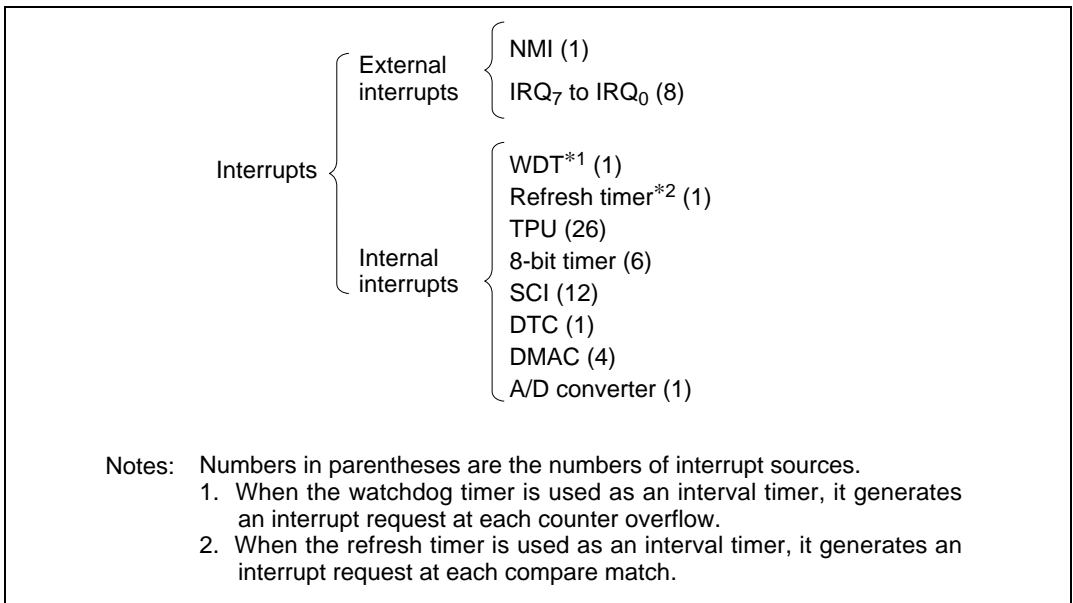 Interrupts
External
interrupts
NMI (1)
IRQ7 to IRQ0 (8)
Internal
interrupts
WDT*1 (1)
Refresh timer*2 (1)
TPU (26)
8-bit timer (6)
SCI (12)
DTC (1)
DMAC (4)
A/D converter (1)
Notes: Numbers in parentheses are the numbers of interrupt sources.
1. When the watchdog timer is used as an interval timer, it generates
an interrupt request at each counter overflow.
2. When the refresh timer is used as an interval timer, it generates an
interrupt request at each compare match.